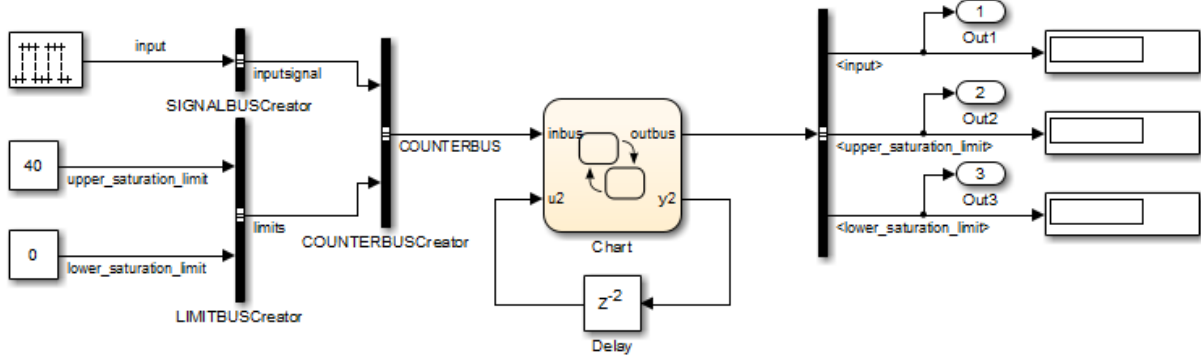 input
inputsignal
SIGNALBUSCreator
40
upper_saturation_limit
0
lower_saturation_limit
limits
LIMITBUSCreator
COUNTERBUS
COUNTERBUSCreator
inbus
outbus
u2
y2
Chart
Z-2
Delay
1
Out1
<input>
2
Out2
<upper_saturation_limit>
3
Out3
<lower_saturation_limit>